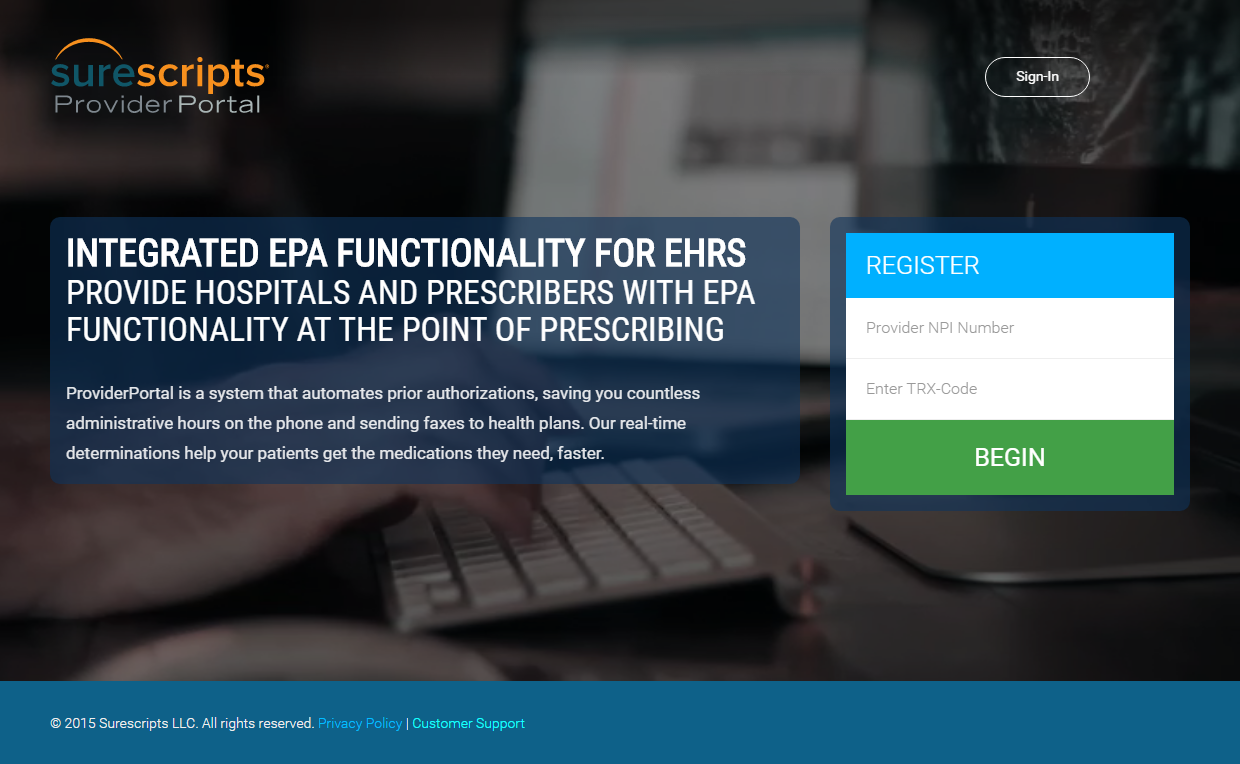 surescripts®
Provider Portal
Sign-In
INTEGRATED EPA FUNCTIONALITY FOR EHRS
PROVIDE HOSPITALS AND PRESCRIBERS WITH EPA
FUNCTIONALITY AT THE POINT OF PRESCRIBING
ProviderPortal is a system that automates prior authorizations, saving you countless
administrative hours on the phone and sending faxes to health plans. Our real-time
determinations help your patients get the medications they need, faster.
REGISTER
Provider NPI Number
Enter TRX-Code
BEGIN
© 2015 Surescripts LLC. All rights reserved. Privacy Policy | Customer Support